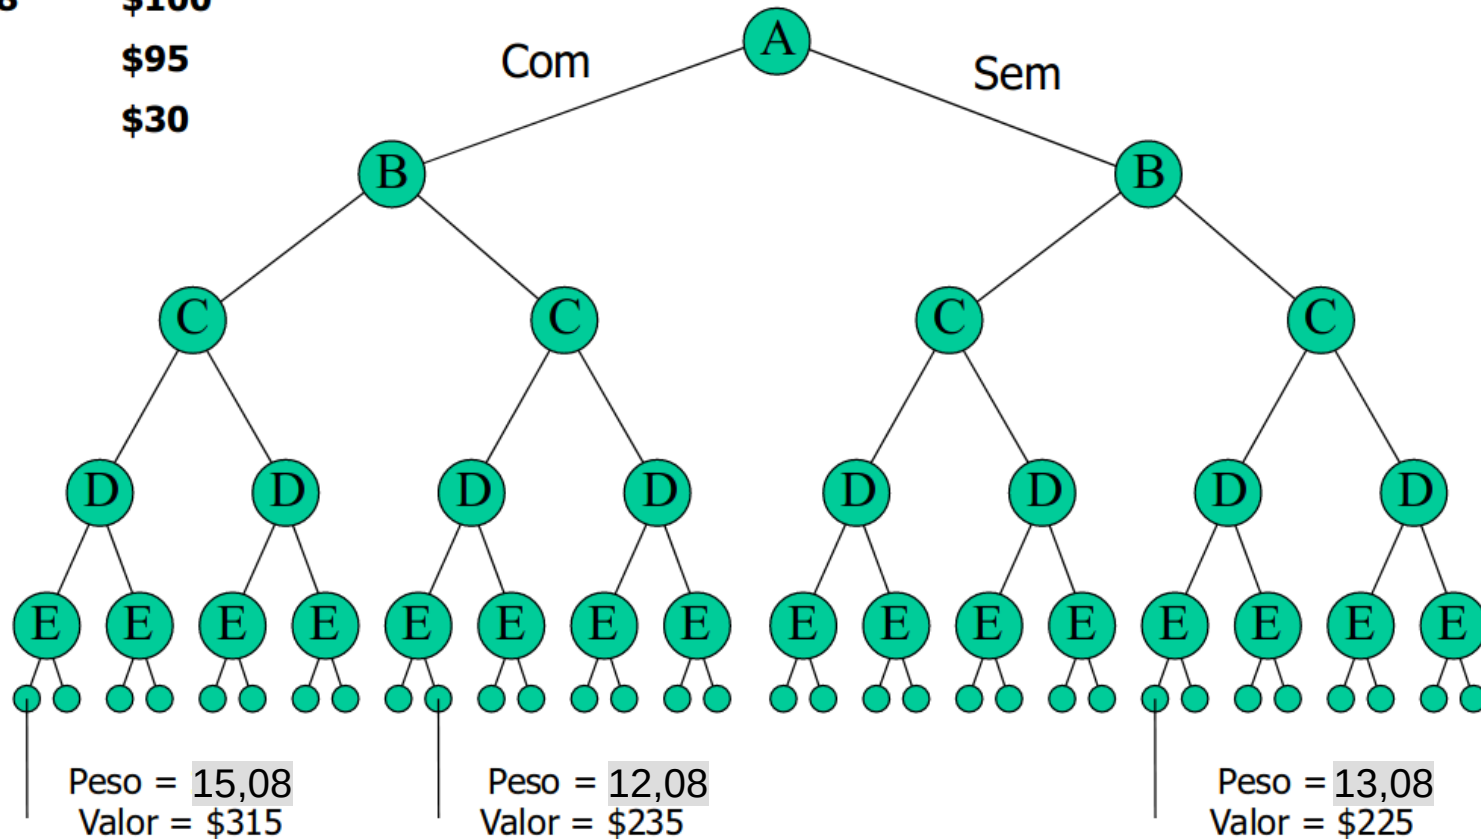 $100
$95
$30
Com
Sem
A
B B
C C C C
D D D D D D D D
E E E E E E E E E E E E E E E E
Peso = 15,08
Valor = $315
Peso = 12,08
Valor = $235
Peso = 13,08
Valor = $225